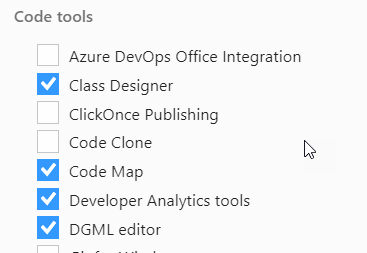 Code tools
Azure DevOps Office Integration
Class Designer
ClickOnce Publishing
Code Clone
Code Map
Developer Analytics tools
DGML editor